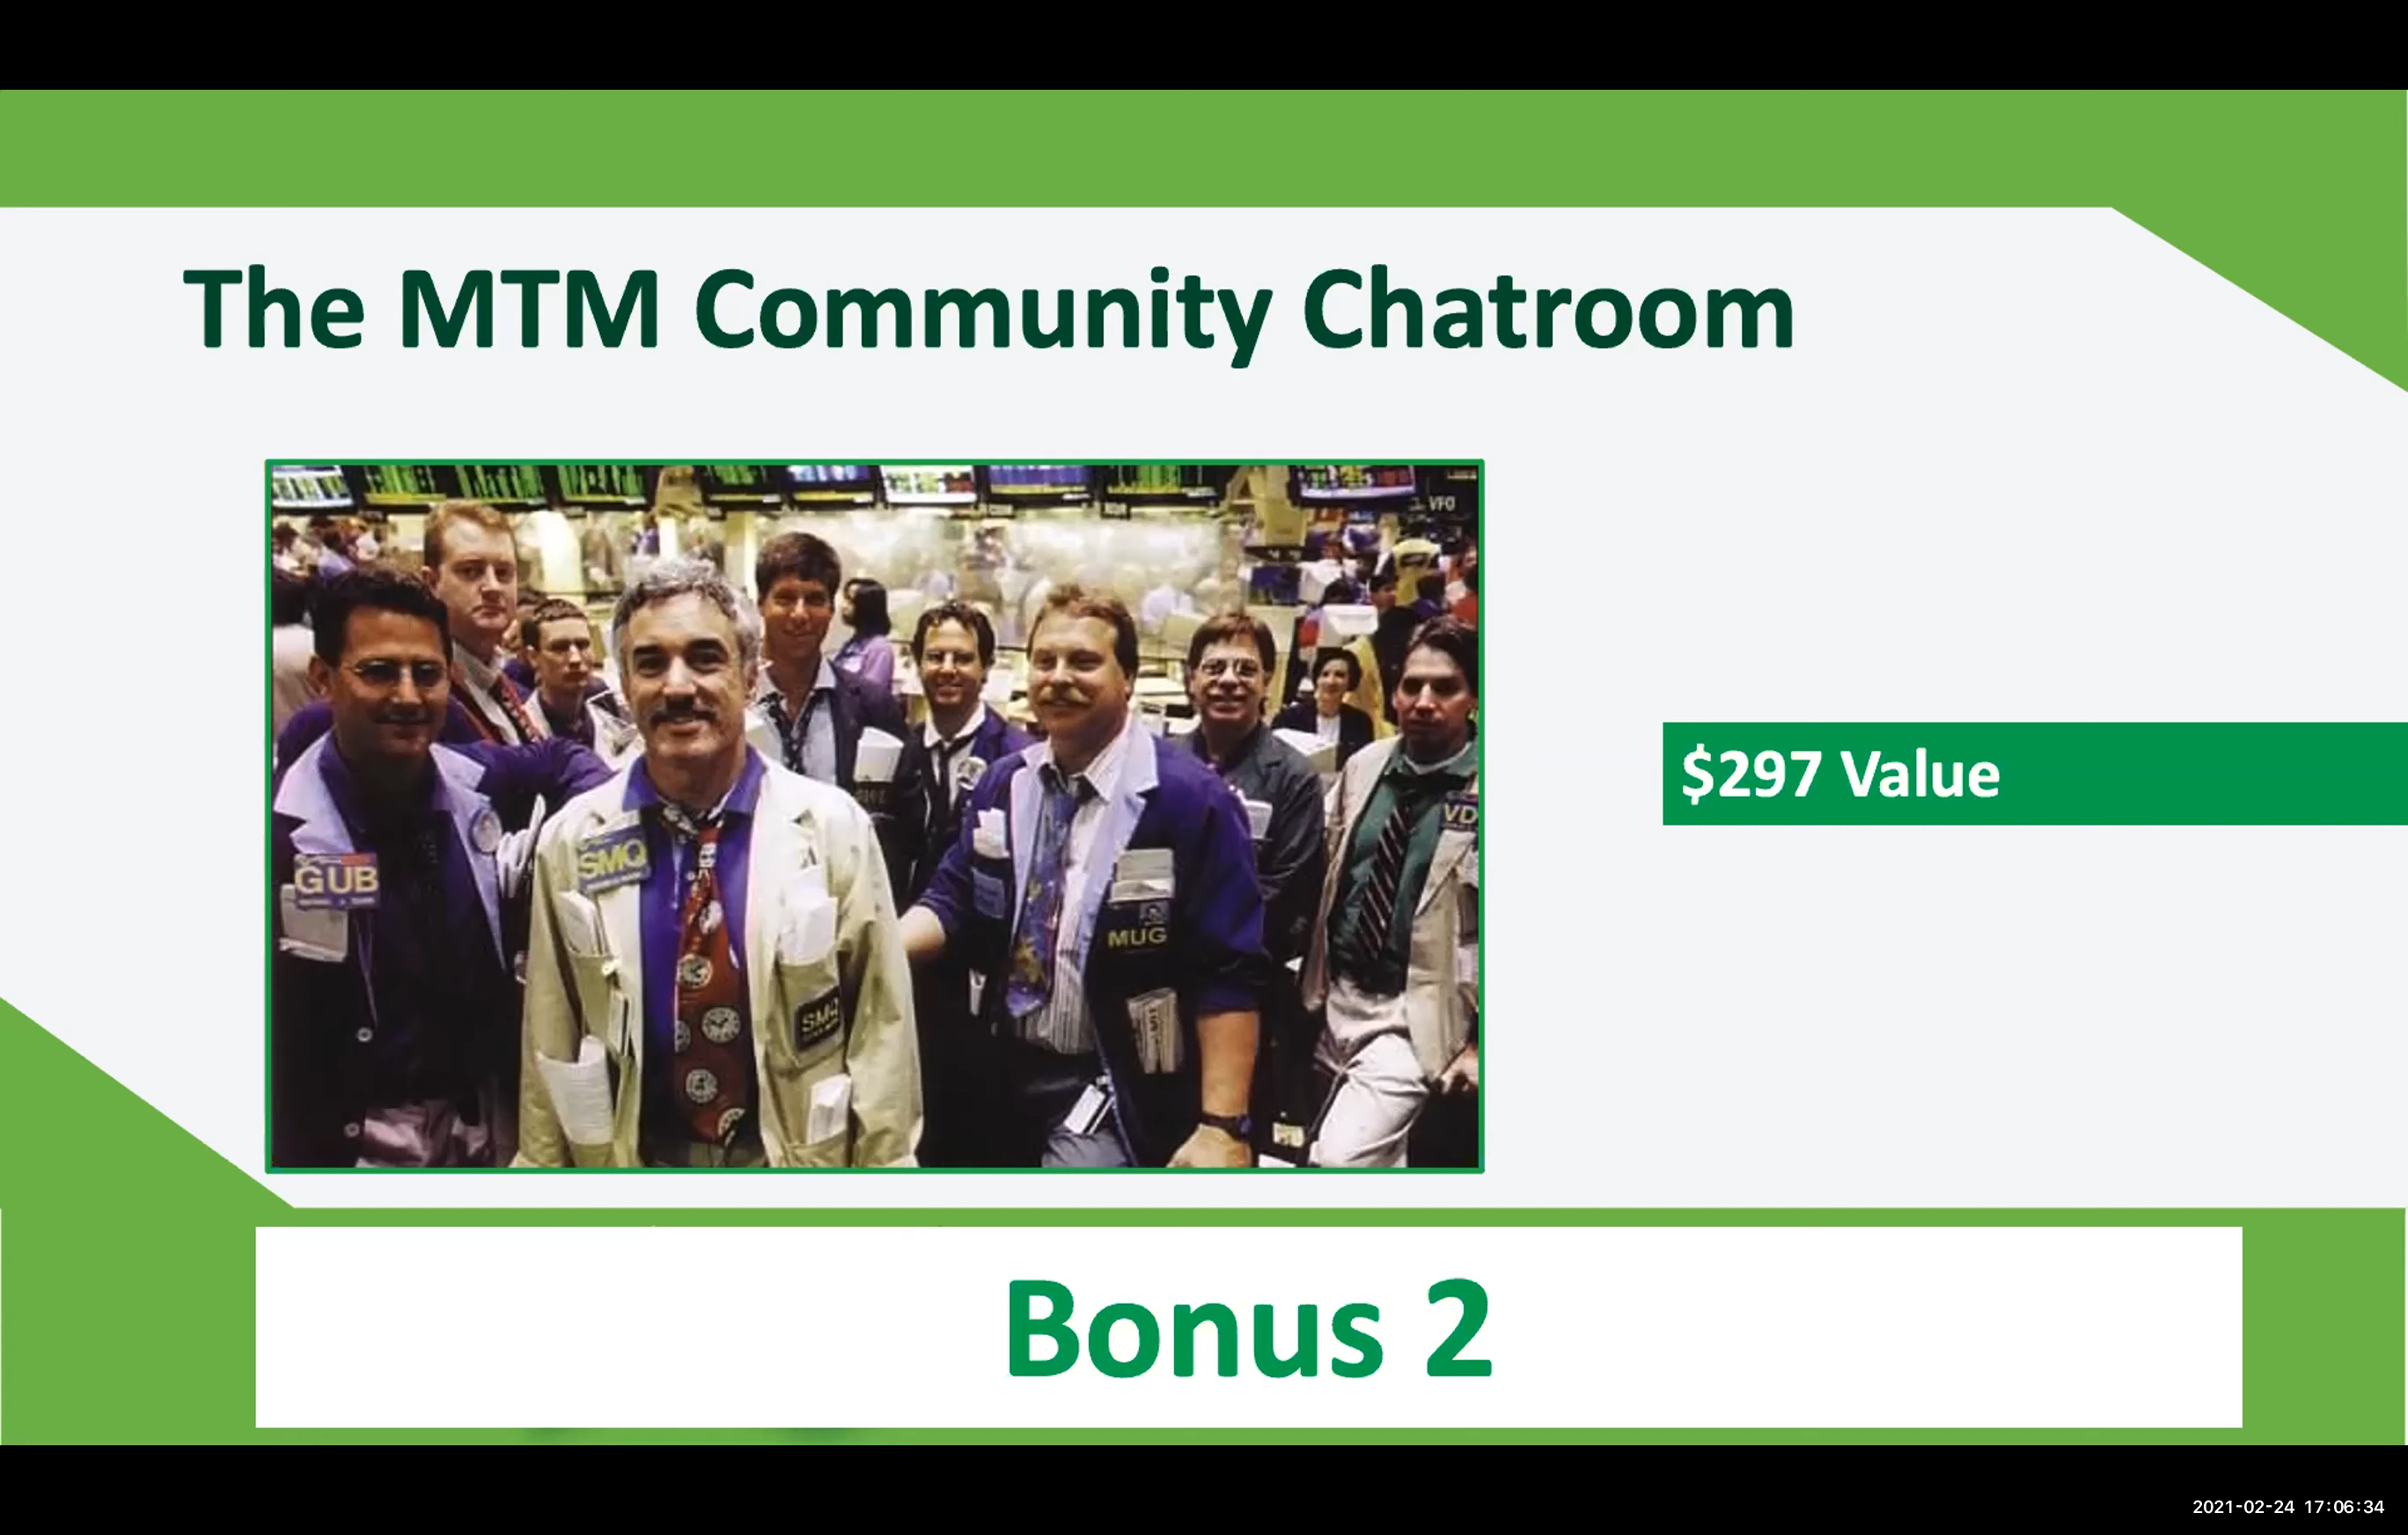 The MTM Community Chatroom
VFO
$297 Value
VD
SMQ
GUB
MUG
SMQ
Bonus 2
2021-02-24 17:06:34